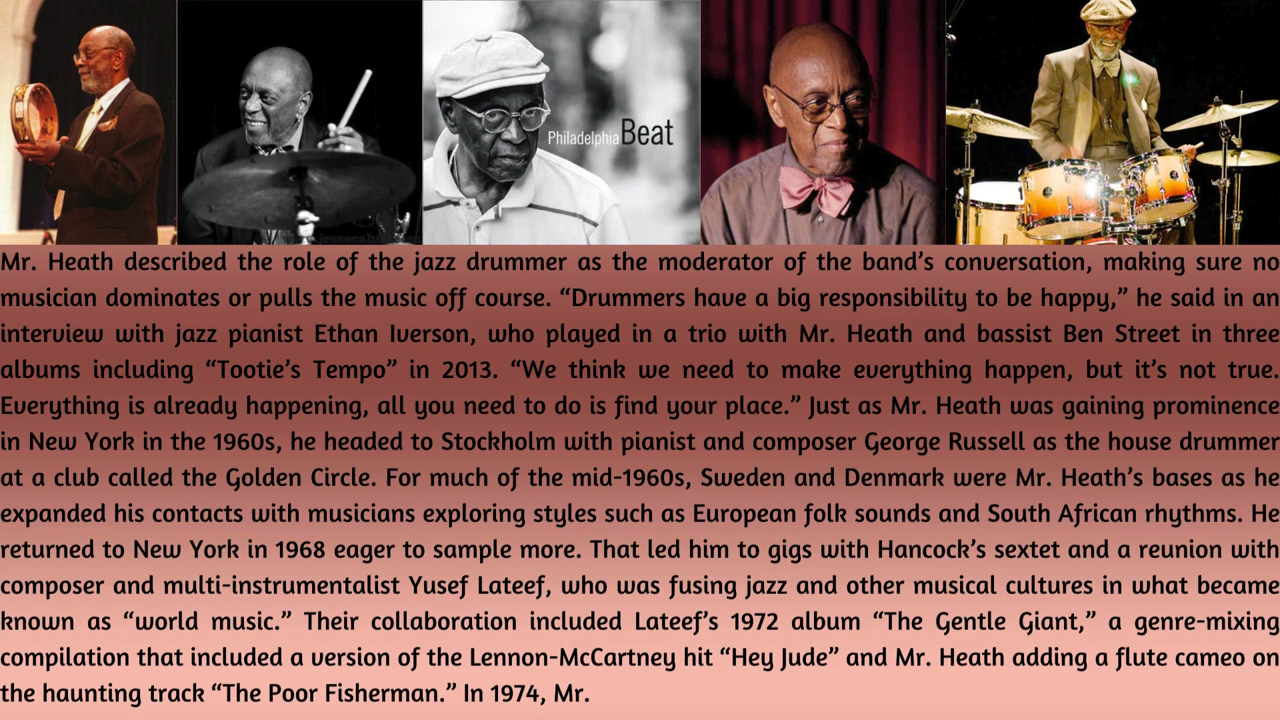 Philadelphia Beat
Mr. Heath described the role of the jazz drummer as the moderator of the band’s conversation, making sure no
musician dominates or pulls the music off course. “Drummers have a big responsibility to be happy,” he said in an
interview with jazz pianist Ethan Iverson, who played in a trio with Mr. Heath and bassist Ben Street in three
albums including “Tootie’s Tempo” in 2013. “We think we need to make everything happen, but it’s not true.
Everything is already happening, all you need to do is find your place.” Just as Mr. Heath was gaining prominence
in New York in the 1960s, he headed to Stockholm with pianist and composer George Russell as the house drummer
at a club called the Golden Circle. For much of the mid-1960s, Sweden and Denmark were Mr. Heath’s bases as he
expanded his contacts with musicians exploring styles such as European folk sounds and South African rhythms. He
returned to New York in 1968 eager to sample more. That led him to gigs with Hancock’s sextet and a reunion with
composer and multi-instrumentalist Yusef Lateef, who was fusing jazz and other musical cultures in what became
known as “world music.” Their collaboration included Lateef’s 1972 album “The Gentle Giant,” a genre-mixing
compilation that included a version of the Lennon-McCartney hit “Hey Jude” and Mr. Heath adding a flute cameo on
the haunting track “The Poor Fisherman.” In 1974, Mr.